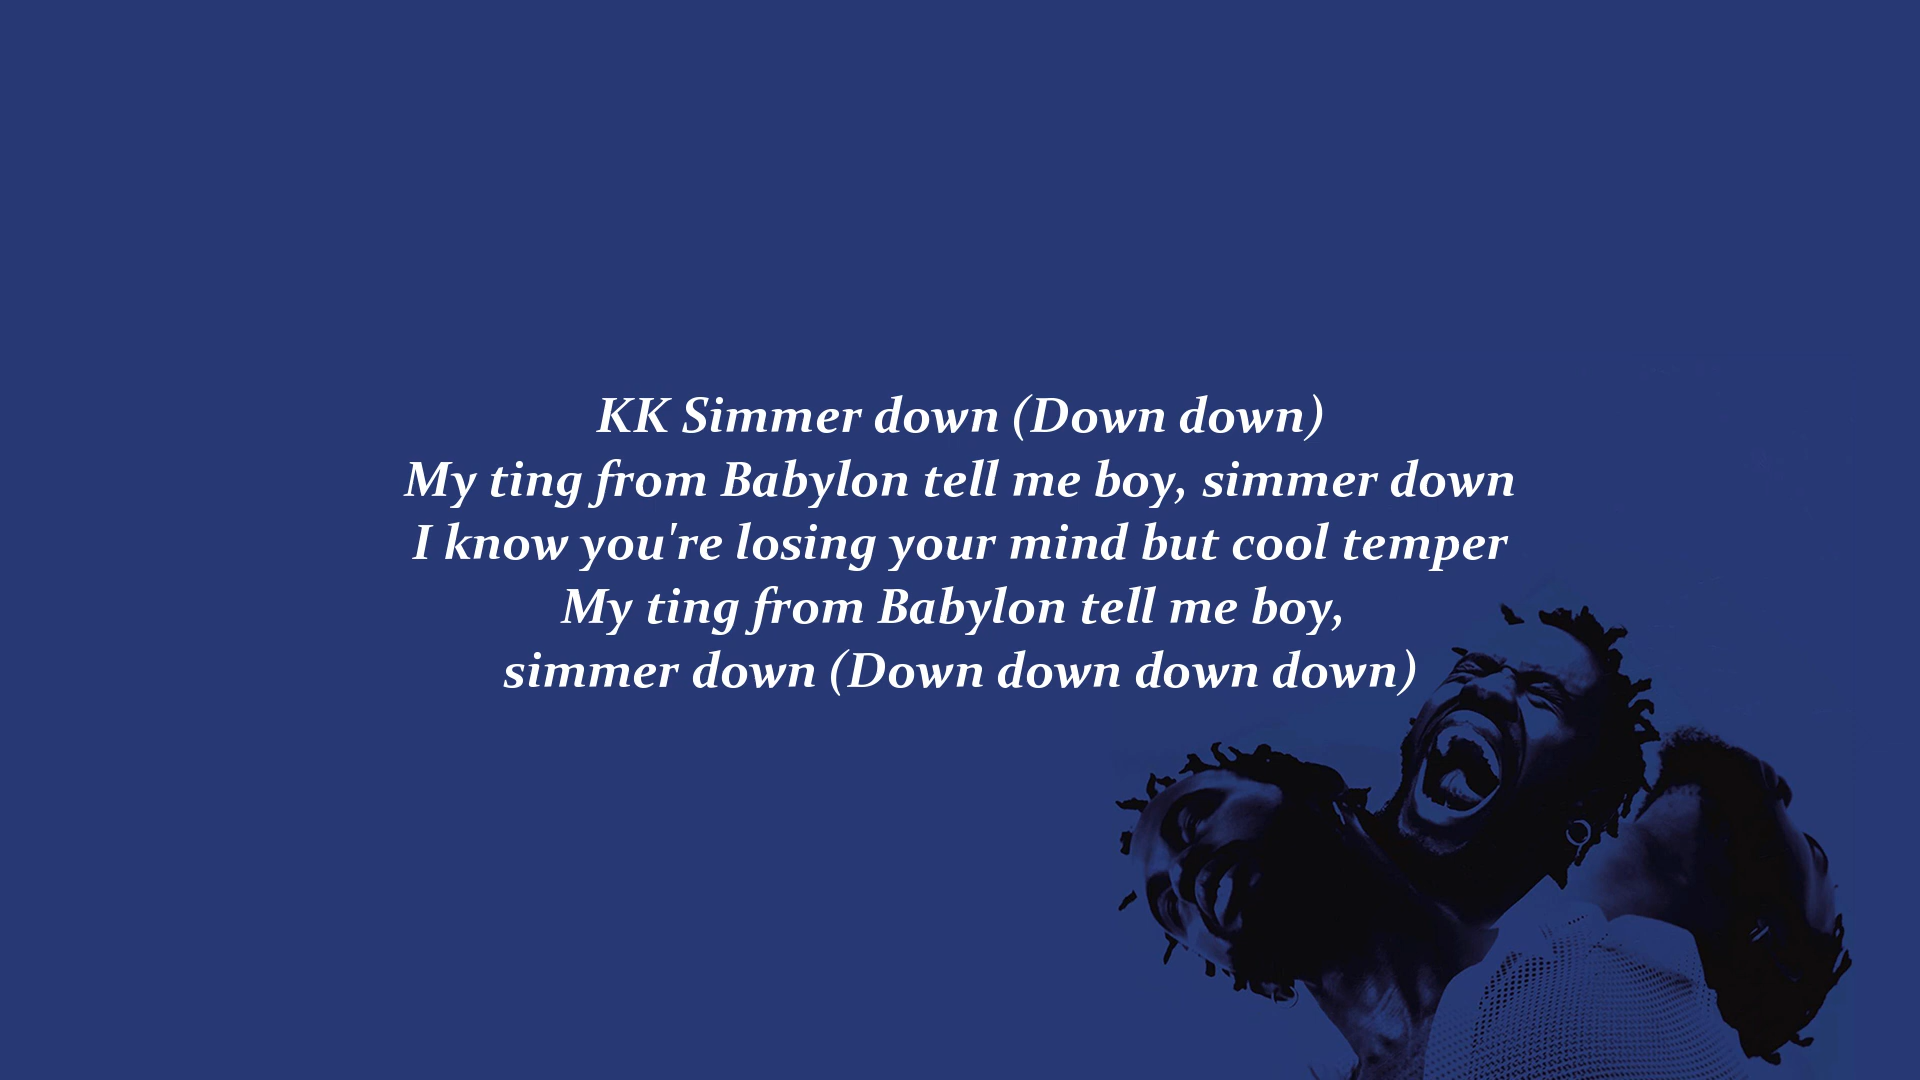 KK Simmer down (Down down)
My ting from Babylon tell me boy, simmer down
I know you're losing your mind but cool temper
My ting from Babylon tell me boy,
simmer down (Down down down down)